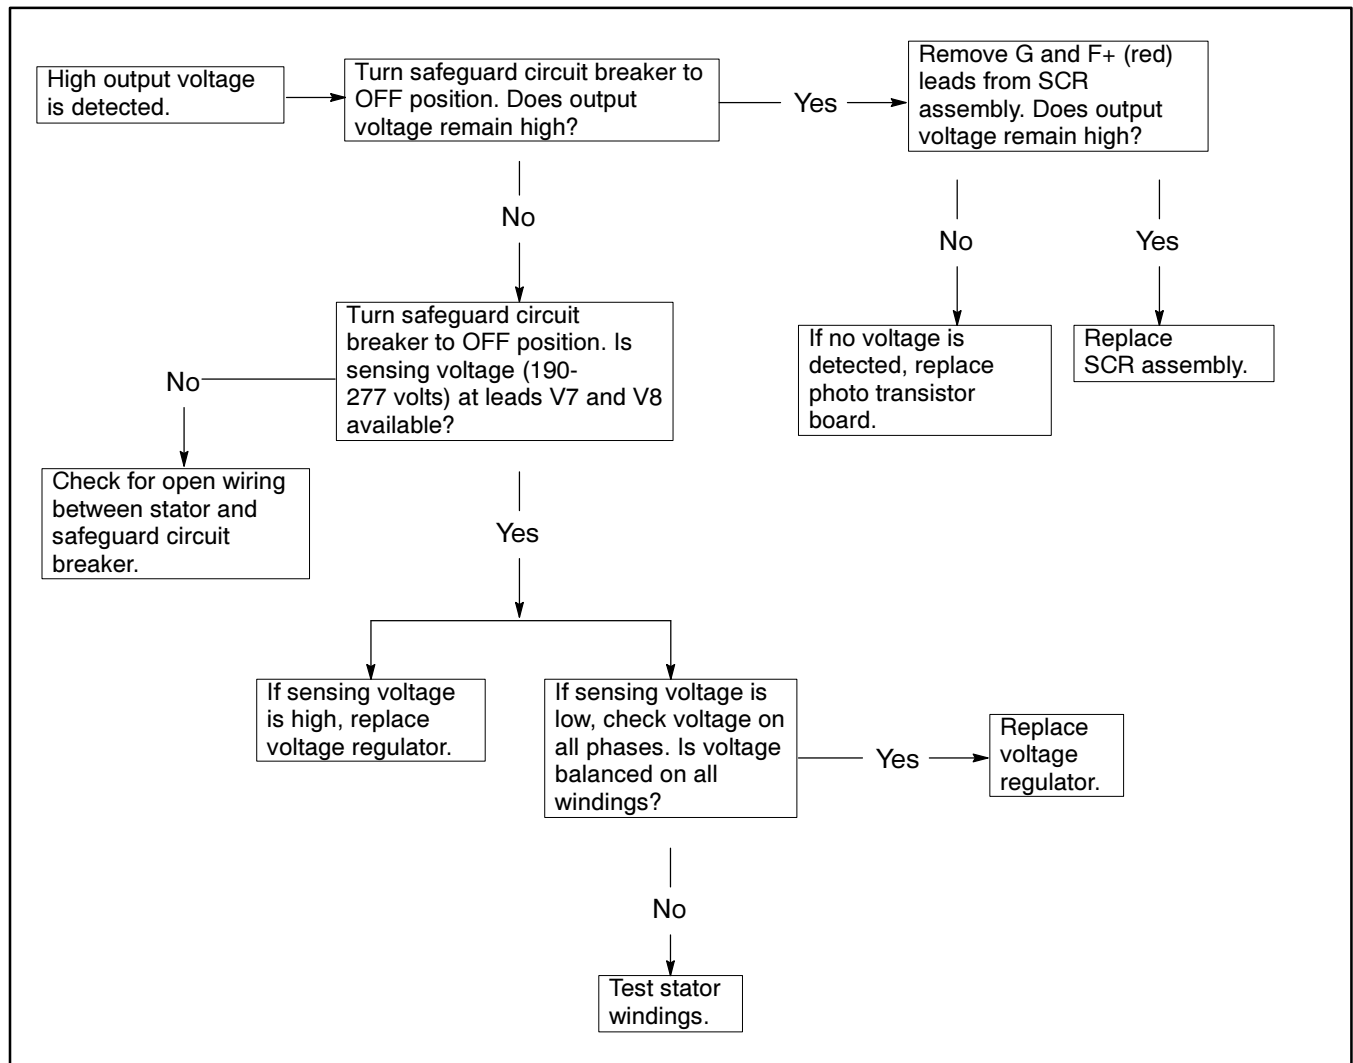 High output voltage
is detected.
Turn safeguard circuit breaker to
OFF position. Does output
voltage remain high?
Yes
Remove G and F+ (red)
leads from SCR
assembly. Does output
voltage remain high?
No
No
Yes
Turn safeguard circuit
breaker to OFF position. Is
sensing voltage (190-
277 volts) at leads V7 and V8
available?
If no voltage is
detected, replace
photo transistor
board.
Replace
SCR assembly.
No
Check for open wiring
between stator and
safeguard circuit
breaker.
Yes
If sensing voltage
is high, replace
voltage regulator.
If sensing voltage is
low, check voltage on
all phases. Is voltage
balanced on all
windings?
Yes
Replace
voltage
regulator.
No
Test stator
windings.